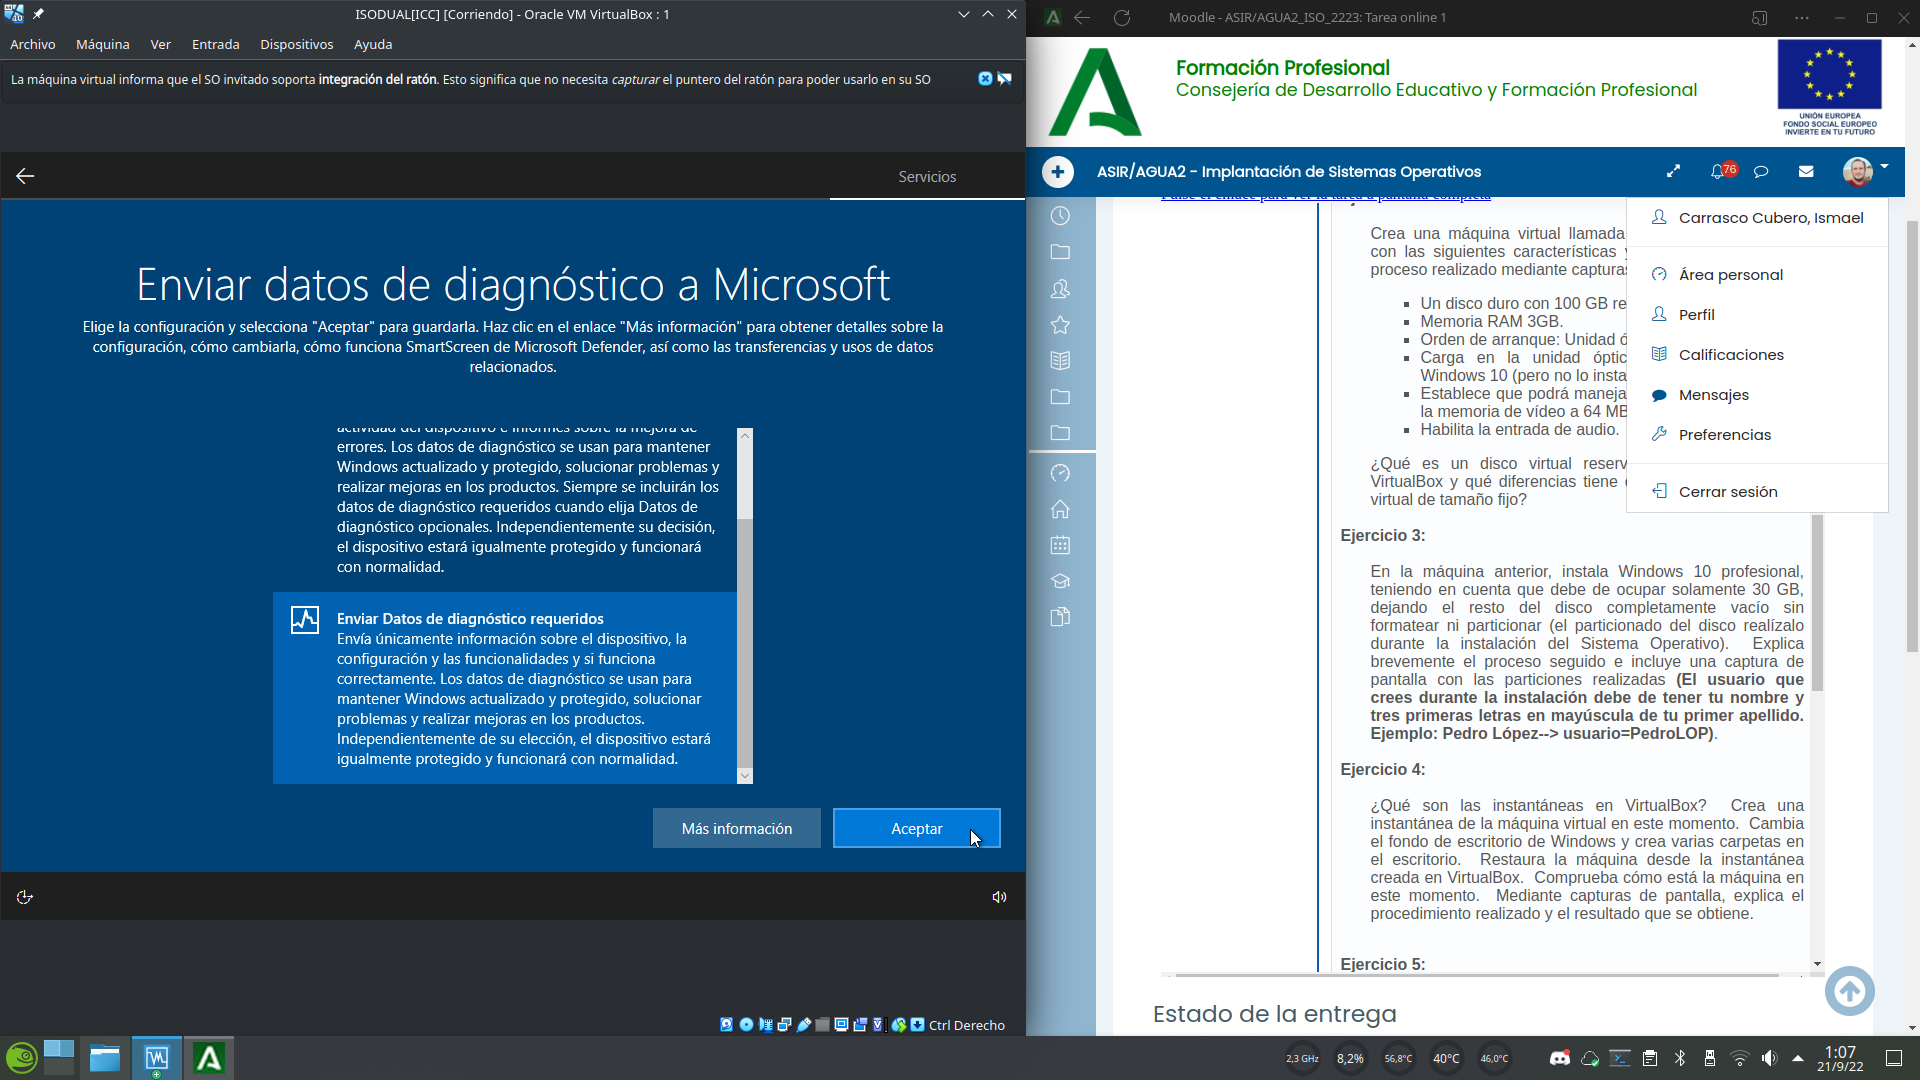 ISODUAL[ICC] [Corriendo] - Oracle VM VirtualBox : 1
Archivo Máquina Ver Entrada Dispositivos Ayuda
La máquina virtual informa que el SO invitado soporta integración del ratón. Esto significa que no necesita capturar el puntero del ratón para poder usarlo en su SO
Servicios
Enviar datos de diagnóstico a Microsoft
Elige la configuración y selecciona "Aceptar" para guardarla. Haz clic en el enlace "Más información" para obtener detalles sobre la
configuración, cómo cambiarla, cómo funciona SmartScreen de Microsoft Defender, así como las transferencias y usos de datos
relacionados.
actividad del dispositivo e informes sobre la mejora de
errores. Los datos de diagnóstico se usan para mantener
Windows actualizado y protegido, solucionar problemas y
realizar mejoras en los productos. Siempre se incluirán los
datos de diagnóstico requeridos cuando elija Datos de
diagnóstico opcionales. Independientemente su decisión,
el dispositivo estará igualmente protegido y funcionará
con normalidad.
Enviar Datos de diagnóstico requeridos
Envía únicamente información sobre el dispositivo, la
configuración y las funcionalidades y si funciona
correctamente. Los datos de diagnóstico se usan para
mantener Windows actualizado y protegido, solucionar
problemas y realizar mejoras en los productos.
Independientemente de su elección, el dispositivo estará
igualmente protegido y funcionará con normalidad.
Más información
Aceptar
Ctrl Derecho
Moodle - ASIR/AGUA2_ISO_2223: Tarea online 1
Formación Profesional
Consejería de Desarrollo Educativo y Formación Profesional
UNIÓN EUROPEA
FONDO SOCIAL EUROPEO
INVIERTE EN TU FUTURO
ASIR/AGUA2 - Implantación de Sistemas Operativos
76
Pulse el enlace para ver la tarea a pantalla completa
Crea una máquina virtual llamada
con las siguientes características
proceso realizado mediante capturas
Un disco duro con 100 GB re
Memoria RAM 3GB.
Orden de arranque: Unidad ó
Carga en la unidad óptic
Windows 10 (pero no lo insta
Establece que podrá maneja
la memoria de vídeo a 64 MB
Habilita la entrada de audio.
¿Qué es un disco virtual reserv
VirtualBox y qué diferencias tiene
virtual de tamaño fijo?
Carrasco Cubero, Ismael
Área personal
Perfil
Calificaciones
Mensajes
Preferencias
Cerrar sesión
Ejercicio 3:
En la máquina anterior, instala Windows 10 profesional,
teniendo en cuenta que debe de ocupar solamente 30 GB,
dejando el resto del disco completamente vacío sin
formatear ni particionar (el particionado del disco realízalo
durante la instalación del Sistema Operativo). Explica
brevemente el proceso seguido e incluye una captura de
pantalla con las particiones realizadas (El usuario que
crees durante la instalación debe de tener tu nombre y
tres primeras letras en mayúscula de tu primer apellido.
Ejemplo: Pedro López--> usuario=PedroLOP).
Ejercicio 4:
¿Qué son las instantáneas en VirtualBox? Crea una
instantánea de la máquina virtual en este momento. Cambia
el fondo de escritorio de Windows y crea varias carpetas en
el escritorio. Restaura la máquina desde la instantánea
creada en VirtualBox. Comprueba cómo está la máquina en
este momento. Mediante capturas de pantalla, explica el
procedimiento realizado y el resultado que se obtiene.
Ejercicio 5:
Estado de la entrega
2,3 GHz
8,2%
56,8°C
40°C
46,0°C
1:07
21/9/22